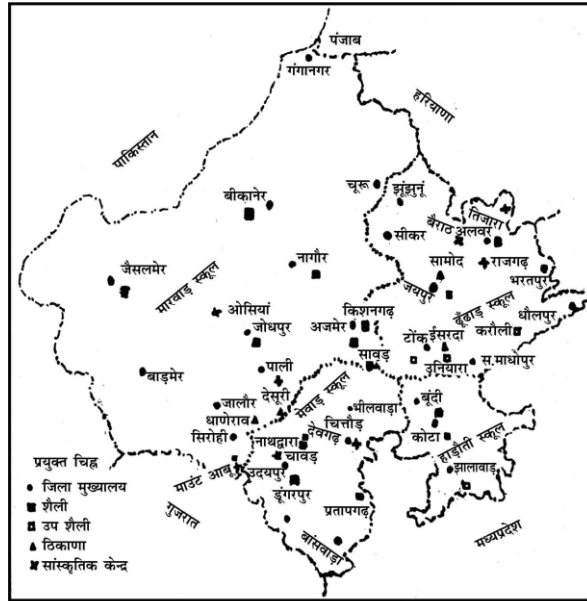 पंजाब
गंगानगर
हरियाणा
पाकिस्तान
चूरू
झूंझुनूं
बीकानेर
तिजारा
बैराठ अलवर
सीकर
नागौर
सामोद
राजगढ़
जैसलमेर
भरतपुर
मारवाड़ स्कूल
जयपुर
ओसियां
किशनगढ़
ढूँढाड़ स्कूल
धौलपुर
जोधपुर
अजमेर
करौली
टोंक
ईसरदा
सावड़
स.माधोपुर
बाड़मेर
पाली
उनियारा
मेवाड़ स्कूल
देसूरी
जालौर
भीलवाड़ा
बूंदी
धाणेराव
चित्तौड़
सिरोही
नाथद्वारा
देवगढ़
कोटा
हाड़ौती स्कूल
चावड़
माउंट आबू
उदयपुर
झालावाड़
डूंगरपुर
प्रतापगढ़
गुजरात
मध्यप्रदेश
बांसवाड़ा
प्रयुक्त चिह्न
जिला मुख्यालय
शैली
उप शैली
ठिकाणा
सांस्कृतिक केन्द्र